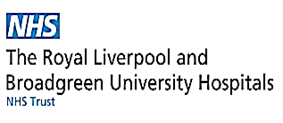 NHS
The Royal Liverpool and
Broadgreen University Hospitals
NHS Trust